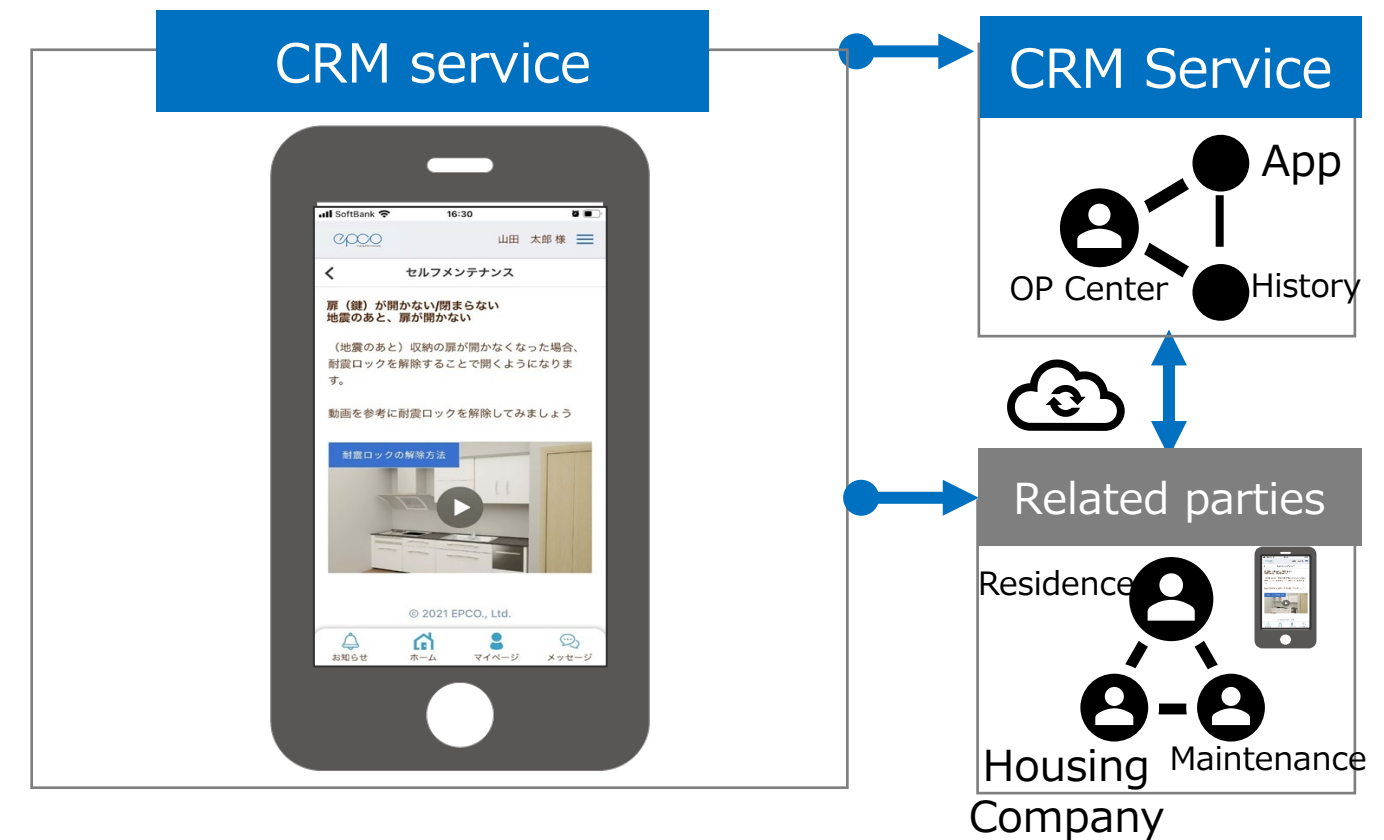 CRM service
SoftBank 16:30
epco 山田 太郎 様
セルフメンテナンス
扉（鍵）が開かない/閉まらない
地震のあと、扉が開かない
（地震のあと）収納の扉が開かなくなった場合、
耐震ロックを解除することで開くようになりま
す。
動画を参考に耐震ロックを解除してみましょう
耐震ロックの解除方法
© 2021 EPCO., Ltd.
お知らせ ホーム マイページ メッセージ
CRM Service
App
OP Center
History
Related parties
Residence
Housing
Company
Maintenance